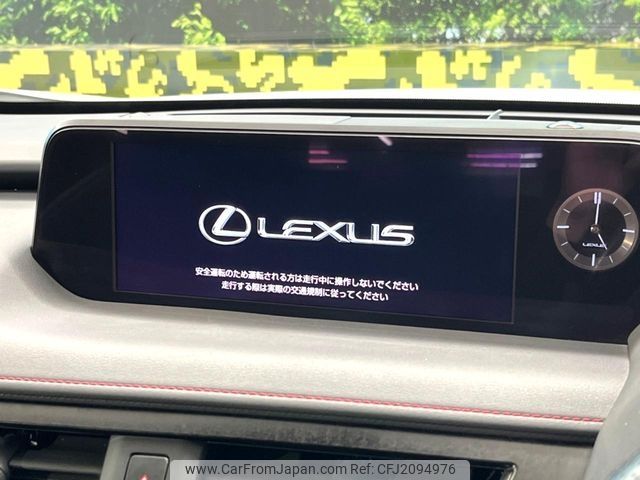 LEXUS
安全運転のため運転される方は走行中に操作しないでください
走行する際は実際の交通規制に従ってください
LEXUS
www.CarFromJapan.com - Stock ID: CFJ2094976